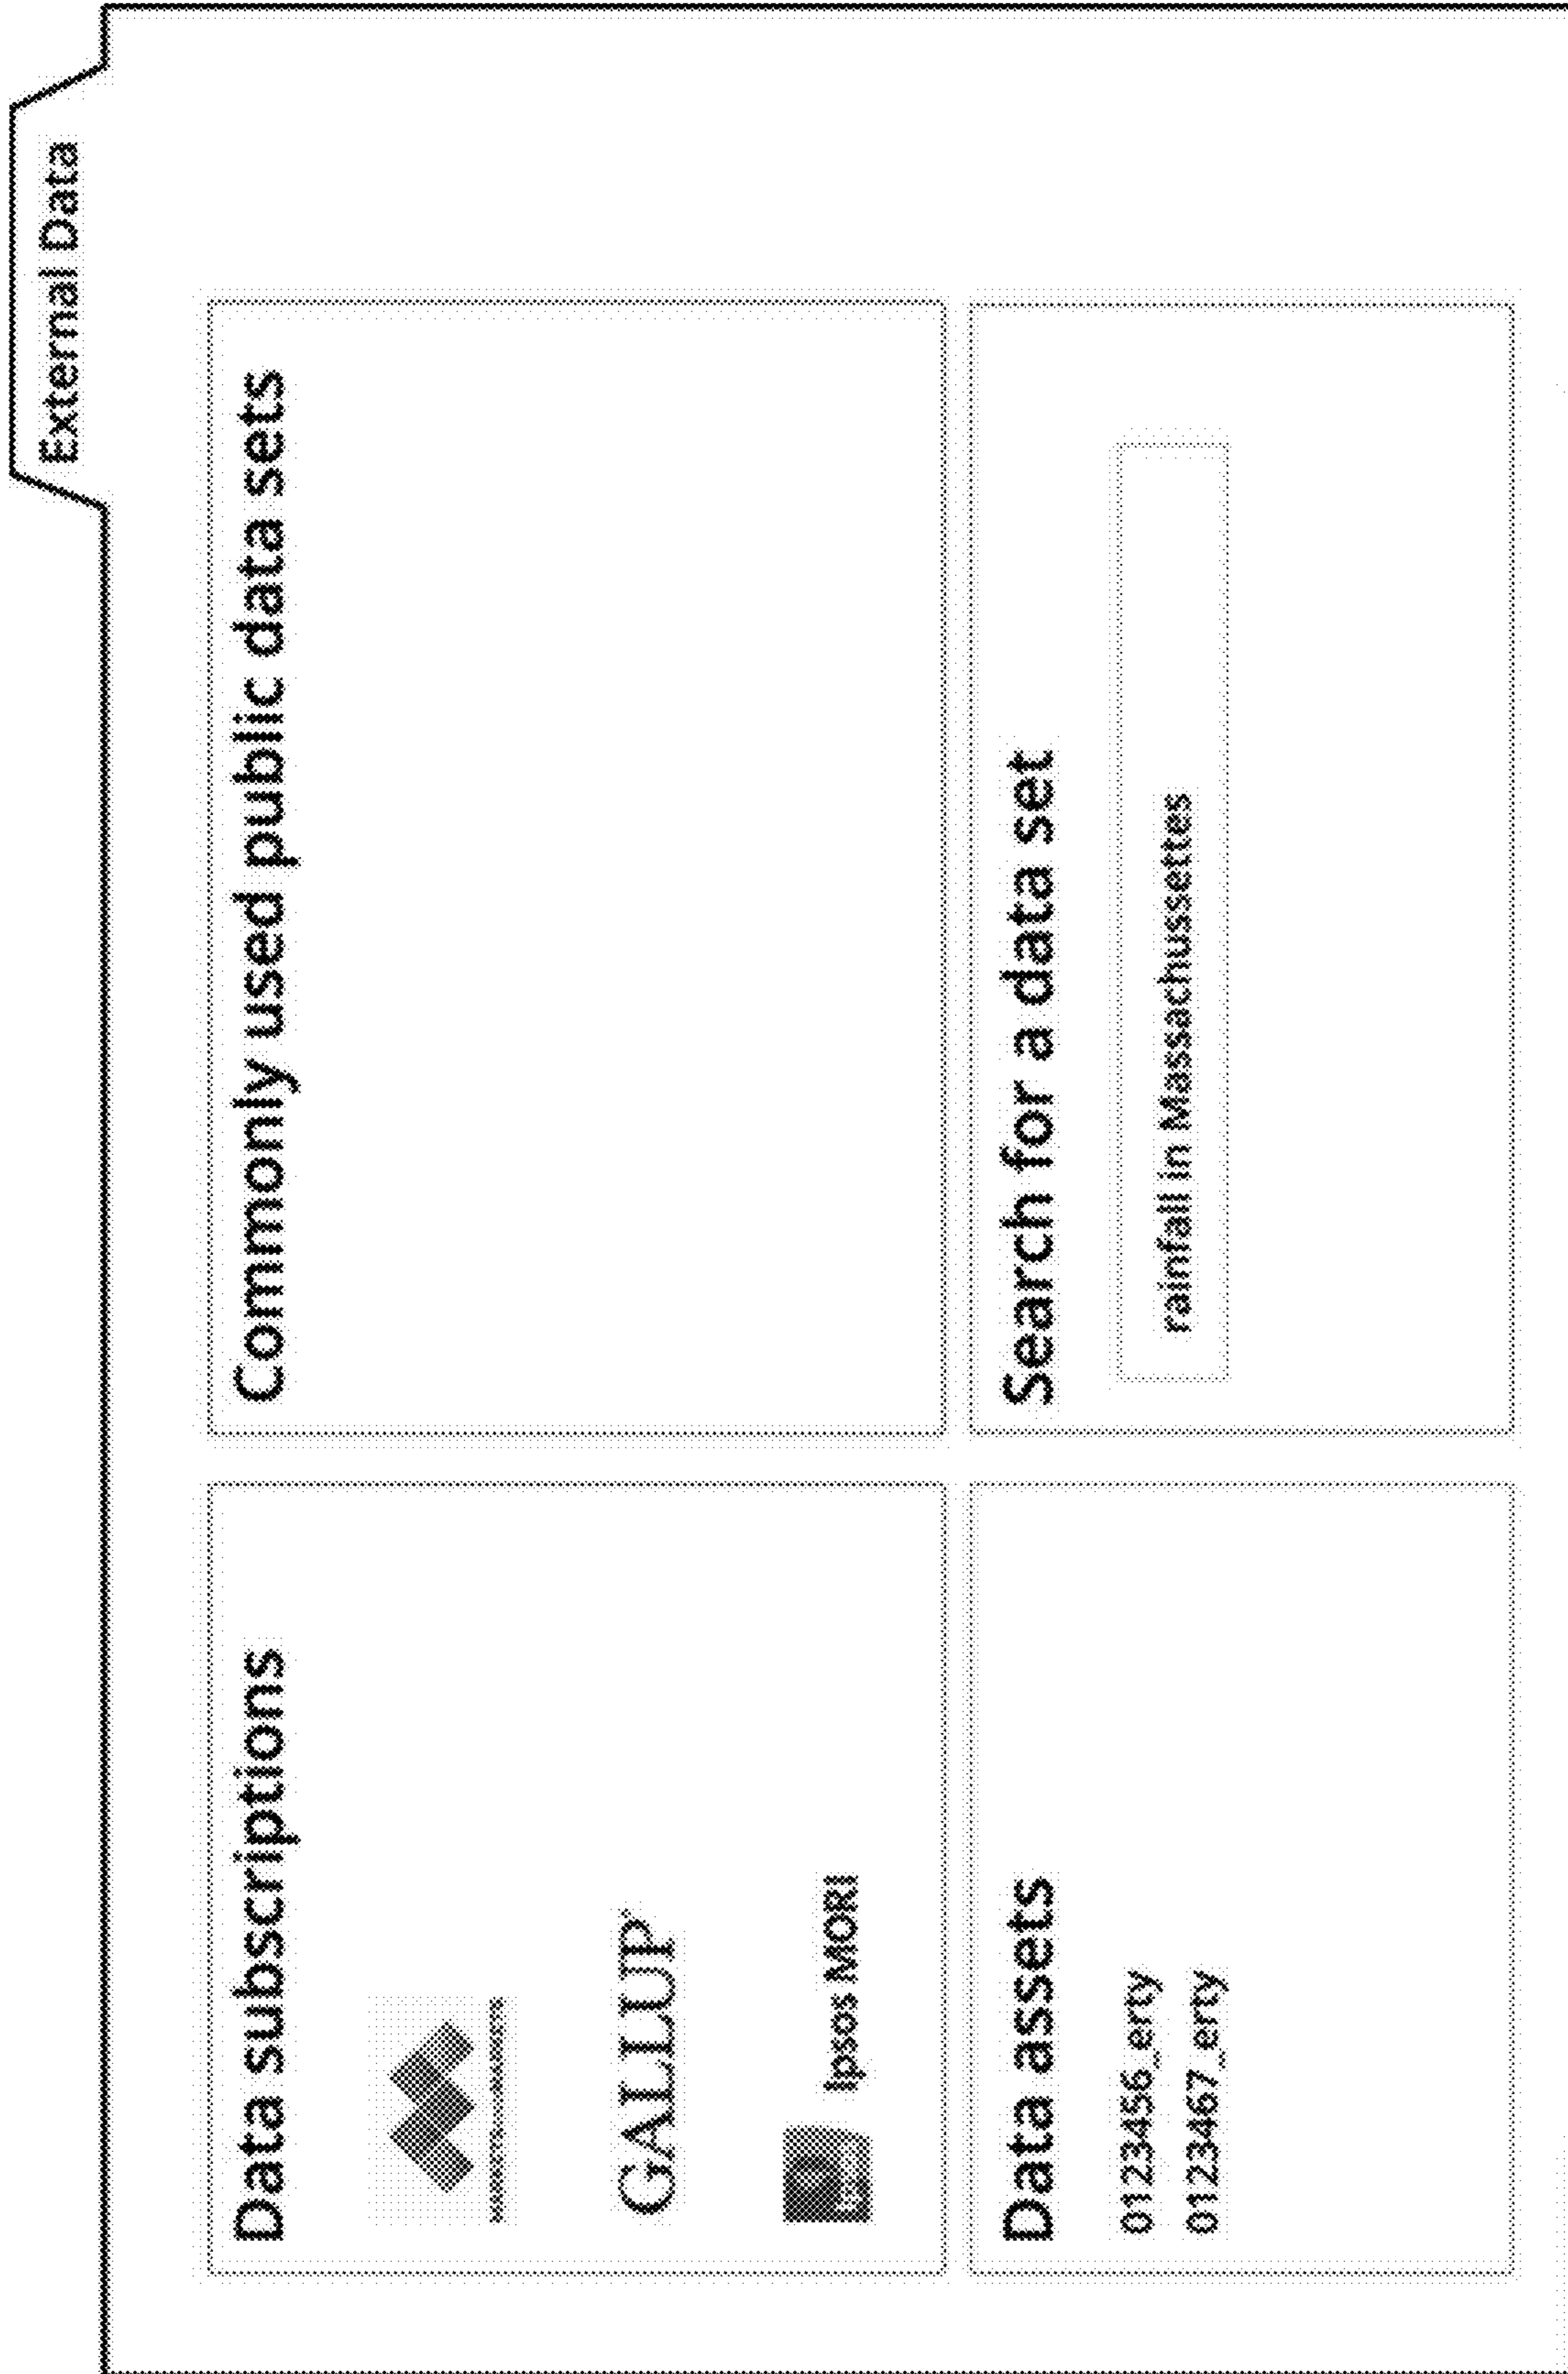 External Data
Data subscriptions
GALLUP
Ipsos MORI
Commonly used public data sets
Data assets
0123456_erty
0123467_erty
Search for a data set
rainfall in Massachussettes